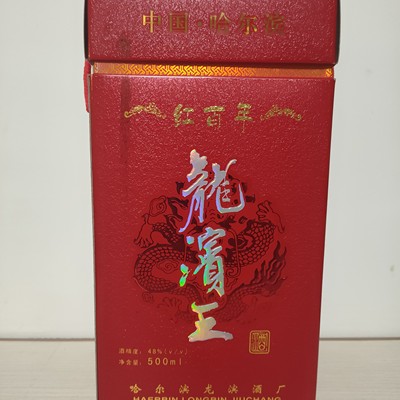 中国·哈尔滨
红百年
龍濱王
酒精度: 48%(v/v)
净含量: 500ml
哈尔滨龙滨酒厂
HAERBIN LONGBIN JIUCHANG